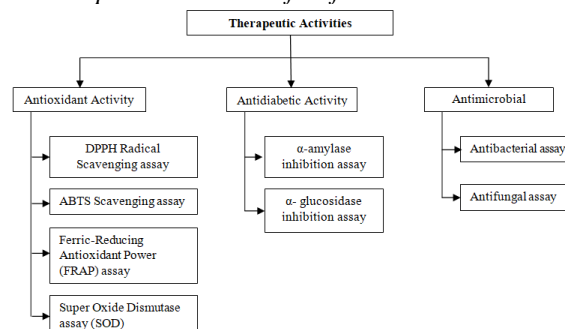 Therapeutic Activities
Antioxidant Activity
DPPH Radical
Scavenging assay
ABTS Scavenging assay
Ferric-Reducing
Antioxidant Power
(FRAP) assay
Super Oxide Dismutase
assay (SOD)
Antidiabetic Activity
α-amylase
inhibition assay
α- glucosidase
inhibition assay
Antimicrobial
Antibacterial assay
Antifungal assay